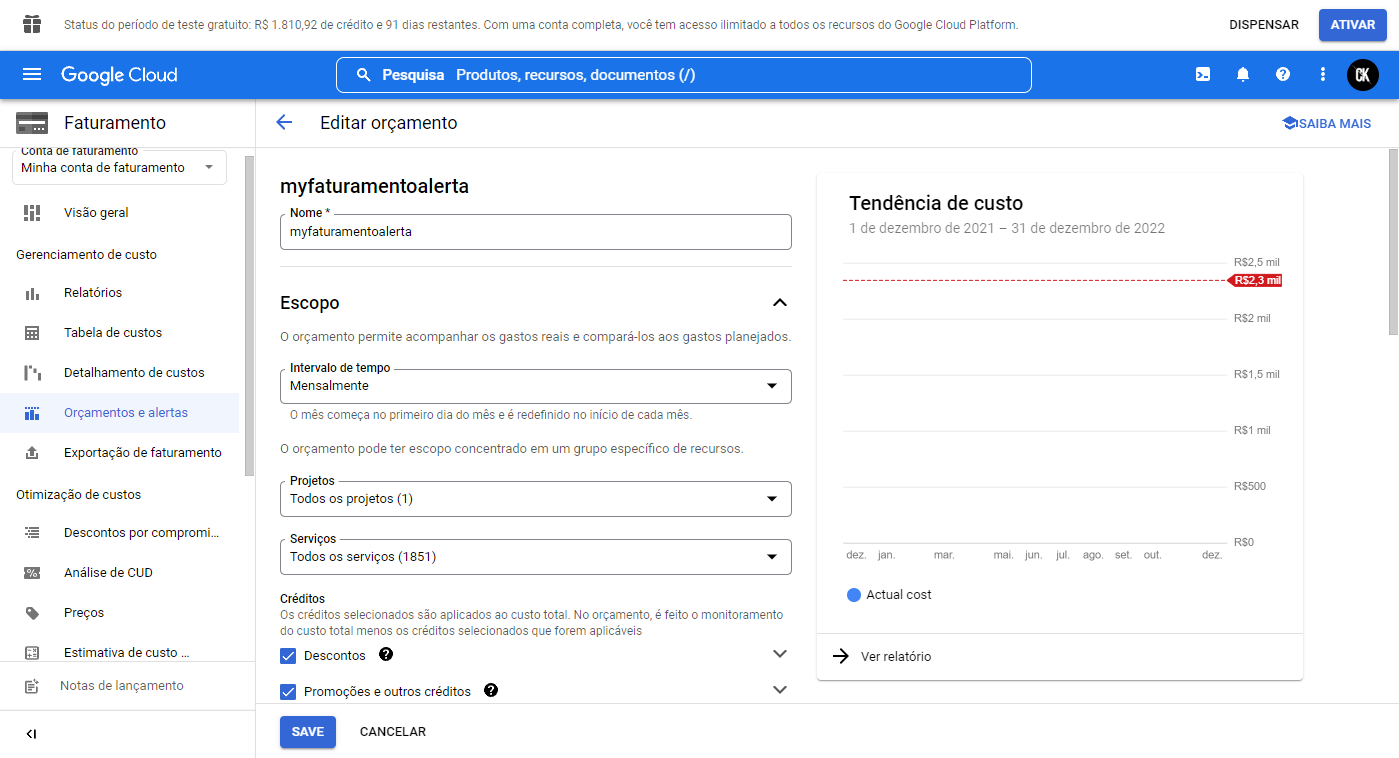 Status do período de teste gratuito: R$ 1.810,92 de crédito e 91 dias restantes. Com uma conta completa, você tem acesso ilimitado a todos os recursos do Google Cloud Platform.
DISPENSAR
ATIVAR
Google Cloud
Pesquisa Produtos, recursos, documentos (/)
CK
Faturamento
Editar orçamento
SAIBA MAIS
Conta de faturamento
Minha conta de faturamento
Visão geral
Gerenciamento de custo
Relatórios
Tabela de custos
Detalhamento de custos
Orçamentos e alertas
Exportação de faturamento
Otimização de custos
Descontos por compromi...
Análise de CUD
Preços
Estimativa de custo ...
Notas de lançamento
myfaturamentoalerta
Nome *
myfaturamentoalerta
Escopo
O orçamento permite acompanhar os gastos reais e compará-los aos gastos planejados.
Intervalo de tempo
Mensalmente
O mês começa no primeiro dia do mês e é redefinido no início de cada mês.
O orçamento pode ter escopo concentrado em um grupo específico de recursos.
Projetos
Todos os projetos (1)
Serviços
Todos os serviços (1851)
Créditos
Os créditos selecionados são aplicados ao custo total. No orçamento, é feito o monitoramento
do custo total menos os créditos selecionados que forem aplicáveis
Descontos
Promoções e outros créditos
SAVE
CANCELAR
Tendência de custo
1 de dezembro de 2021 – 31 de dezembro de 2022
R$2,5 mil
R$2,3 mil
R$2 mil
R$1,5 mil
R$1 mil
R$500
R$0
dez. jan. mar. mai. jun. jul. ago. set. out. dez.
Actual cost
Ver relatório